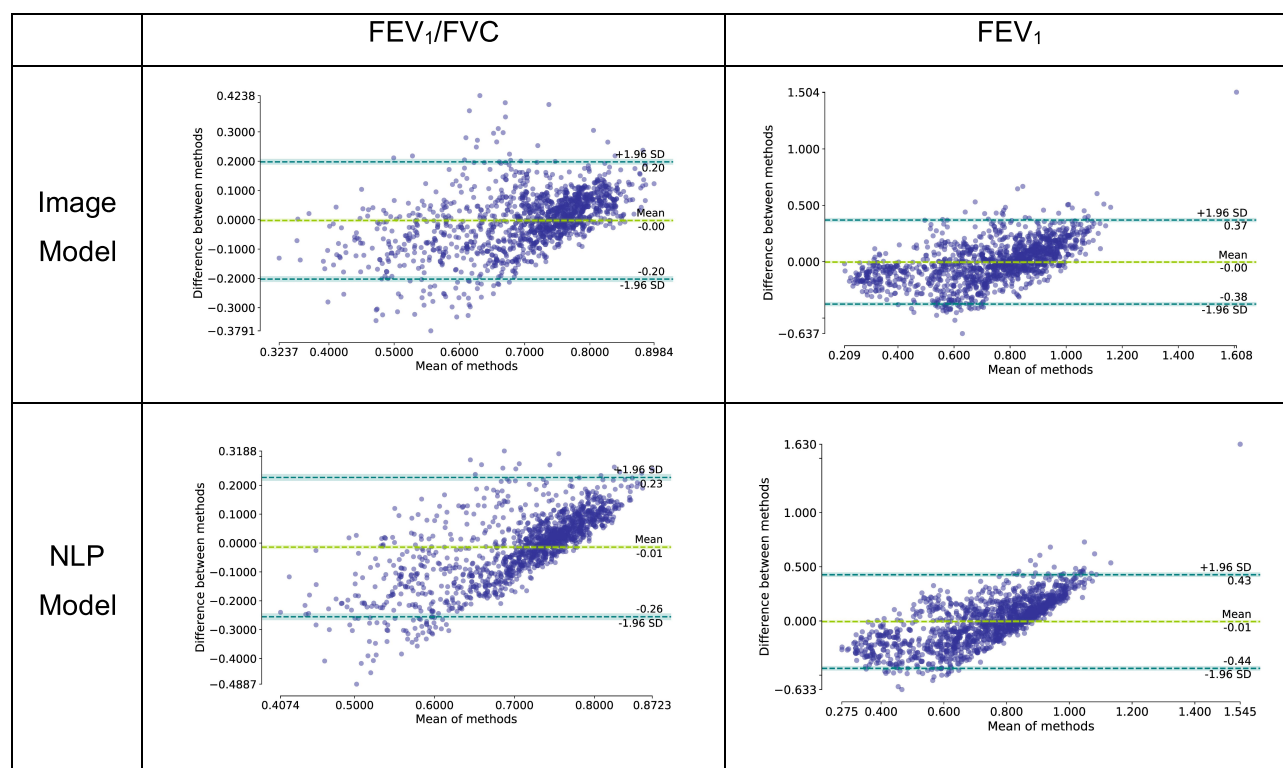 FEV₁/FVC
FEV₁
Image
Model
Difference between methods
0.4238
0.3000
0.2000
0.1000
0.0000
−0.1000
−0.2000
−0.3000
−0.3791
+1.96 SD
0.20
Mean
-0.00
-0.20
-1.96 SD
0.3237 0.4000 0.5000 0.6000 0.7000 0.8000 0.8984
Mean of methods
Difference between methods
1.504
1.000
0.500
0.000
−0.637
+1.96 SD
0.37
Mean
-0.00
-0.38
-1.96 SD
0.209 0.400 0.600 0.800 1.000 1.200 1.400 1.608
Mean of methods
NLP
Model
Difference between methods
0.3188
0.2000
0.1000
0.0000
−0.1000
−0.2000
−0.3000
−0.4000
−0.4887
+1.96 SD
0.23
Mean
-0.01
-0.26
-1.96 SD
0.4074 0.5000 0.6000 0.7000 0.8000 0.8723
Mean of methods
Difference between methods
1.630
1.000
0.500
0.000
−0.633
+1.96 SD
0.43
Mean
-0.01
-0.44
-1.96 SD
0.275 0.400 0.600 0.800 1.000 1.200 1.400 1.545
Mean of methods